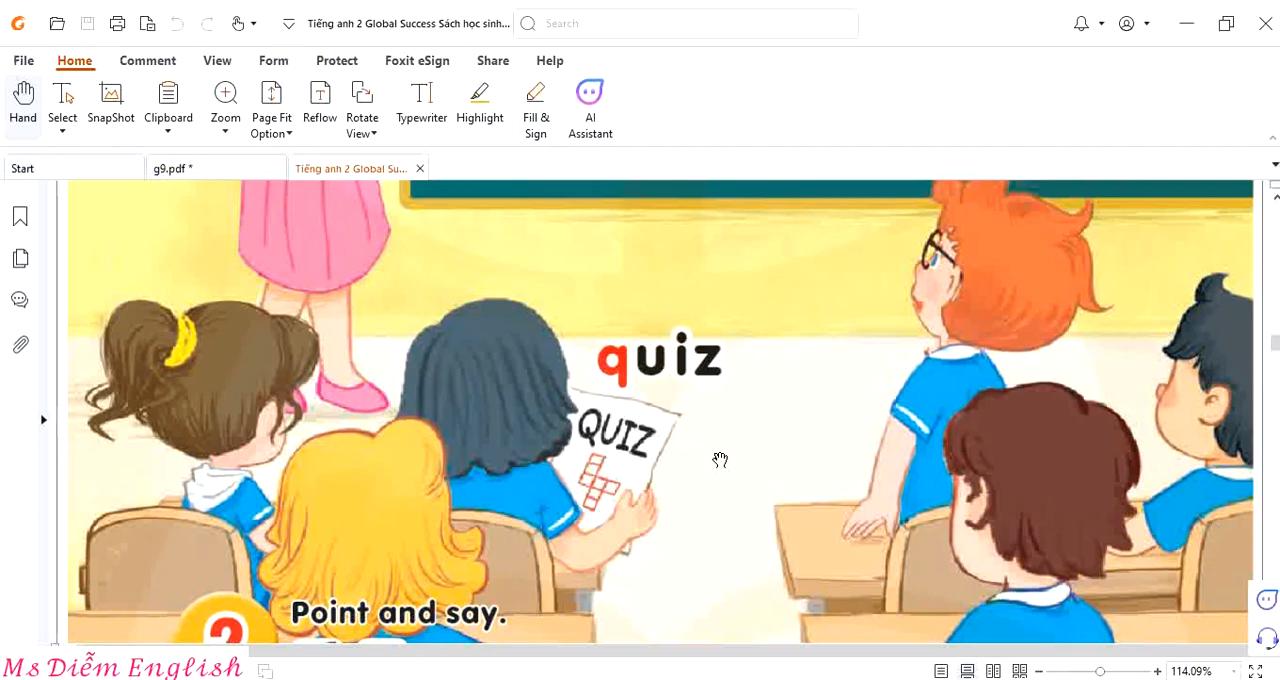 Tiếng anh 2 Global Success Sách học sinh...
Search
File Home Comment View Form Protect Foxit eSign Share Help
Hand Select SnapShot Clipboard Zoom Page Fit Option Reflow Rotate View Typewriter Highlight Fill & Sign AI Assistant
Start g9.pdf * Tiếng anh 2 Global Su...
quiz
QUIZ
2 Point and say.
Ms Diễm English
114.09%